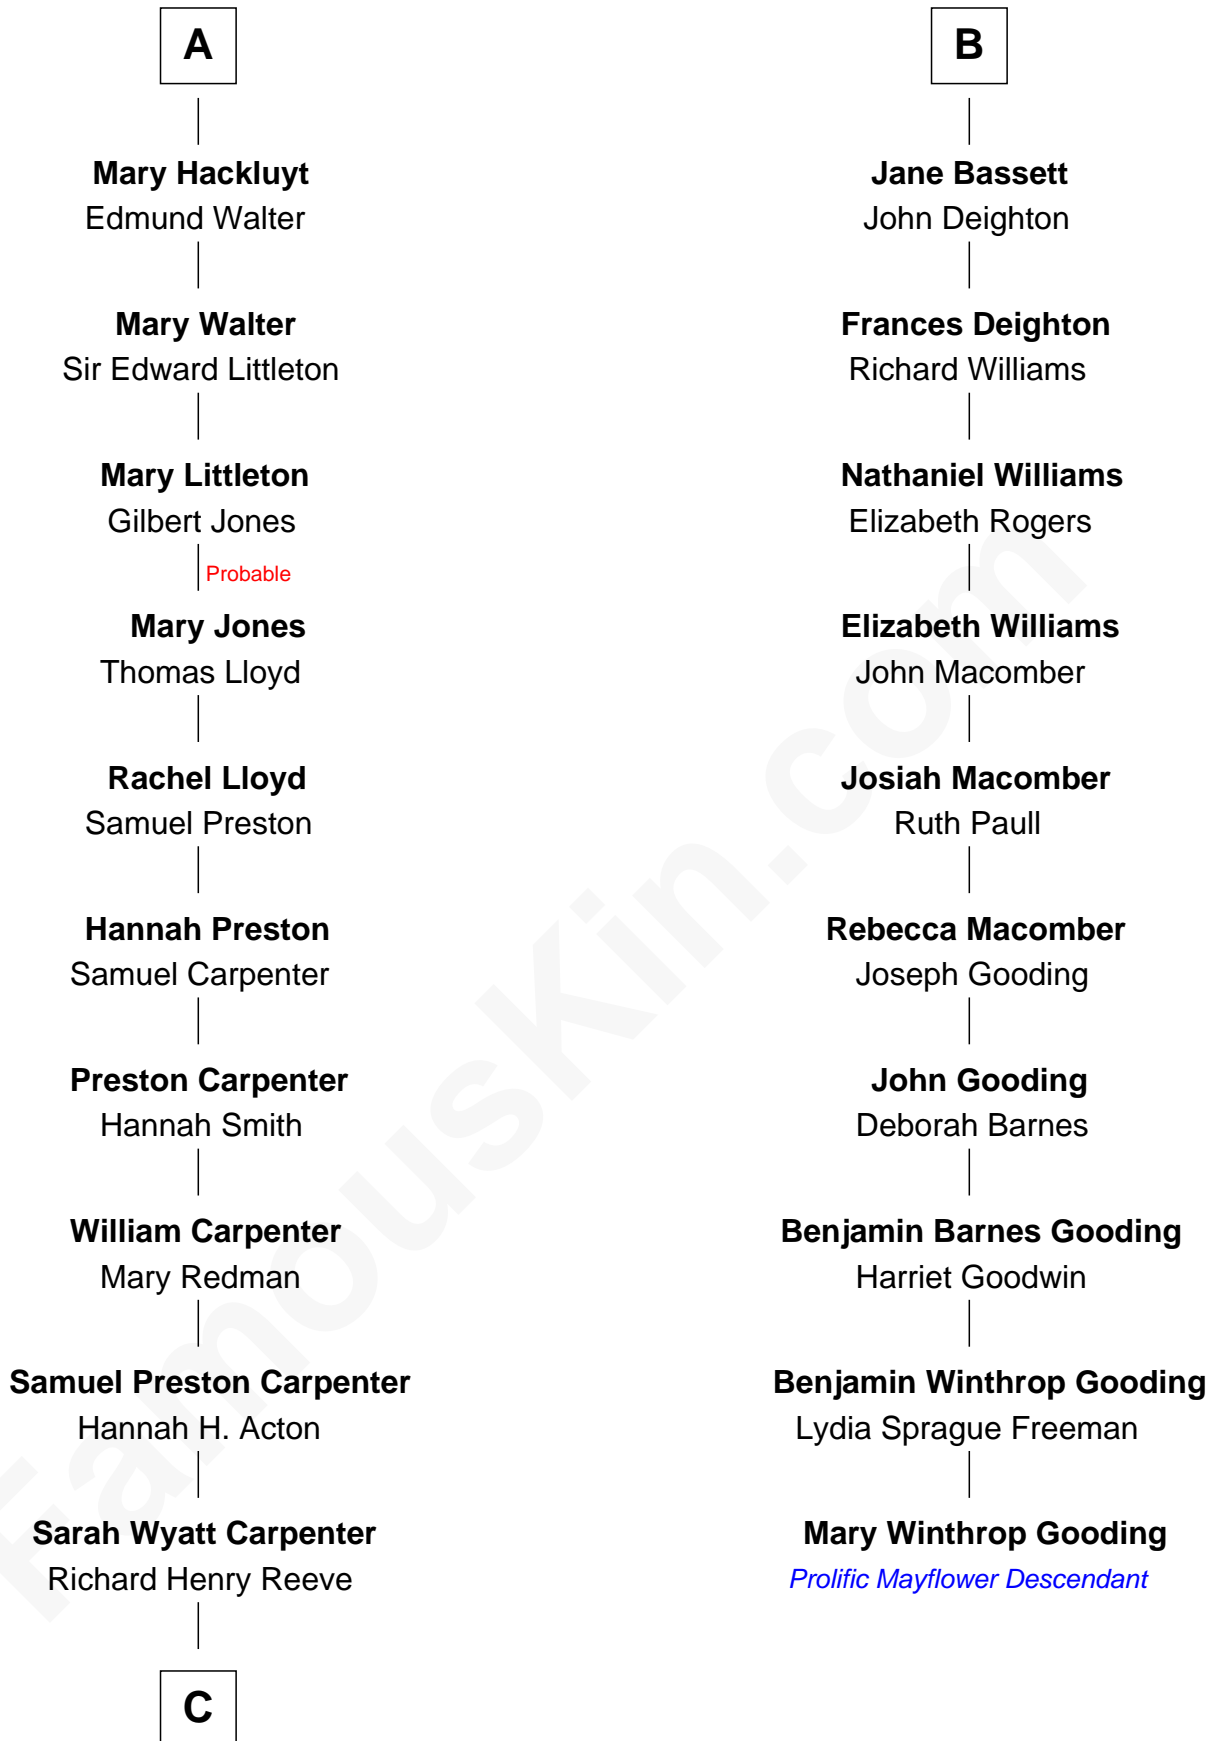 A
Mary Hackluyt
Edmund Walter
Mary Walter
Sir Edward Littleton
Mary Littleton
Gilbert Jones
Probable
Mary Jones
Thomas Lloyd
Rachel Lloyd
Samuel Preston
Hannah Preston
Samuel Carpenter
Preston Carpenter
Hannah Smith
William Carpenter
Mary Redman
Samuel Preston Carpenter
Hannah H. Acton
Sarah Wyatt Carpenter
Richard Henry Reeve
C
B
Jane Bassett
John Deighton
Frances Deighton
Richard Williams
Nathaniel Williams
Elizabeth Rogers
Elizabeth Williams
John Macomber
Josiah Macomber
Ruth Paull
Rebecca Macomber
Joseph Gooding
John Gooding
Deborah Barnes
Benjamin Barnes Gooding
Harriet Goodwin
Benjamin Winthrop Gooding
Lydia Sprague Freeman
Mary Winthrop Gooding
Prolific Mayflower Descendant
FamousKin.com